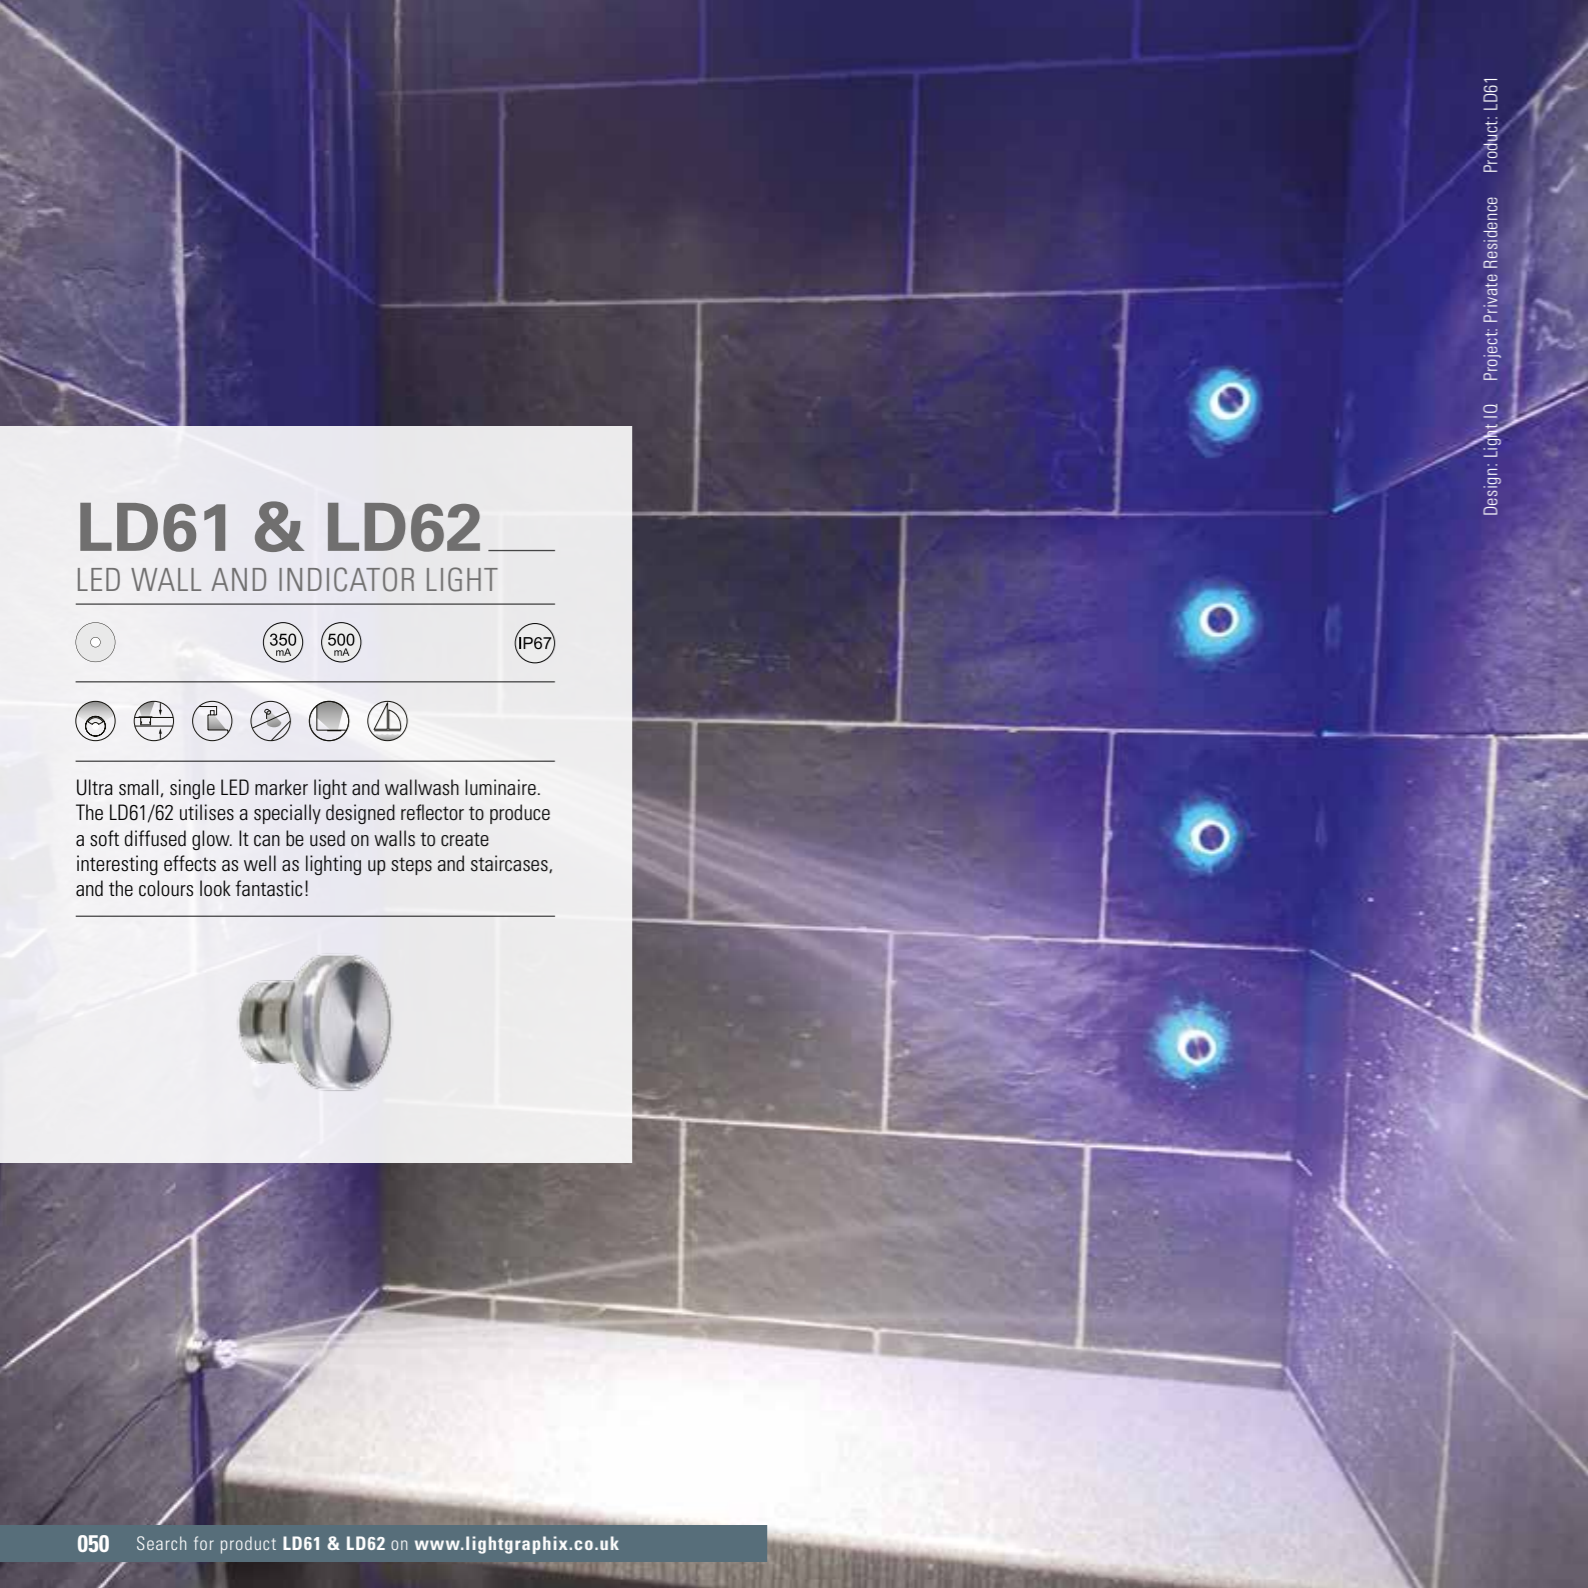 LD61 & LD62
LED WALL AND INDICATOR LIGHT
350 mA
500 mA
IP67
Ultra small, single LED marker light and wallwash luminaire.
The LD61/62 utilises a specially designed reflector to produce
a soft diffused glow. It can be used on walls to create
interesting effects as well as lighting up steps and staircases,
and the colours look fantastic!
Design: Light IQ Project: Private Residence Product: LD61
050 Search for product LD61 & LD62 on www.lightgraphix.co.uk